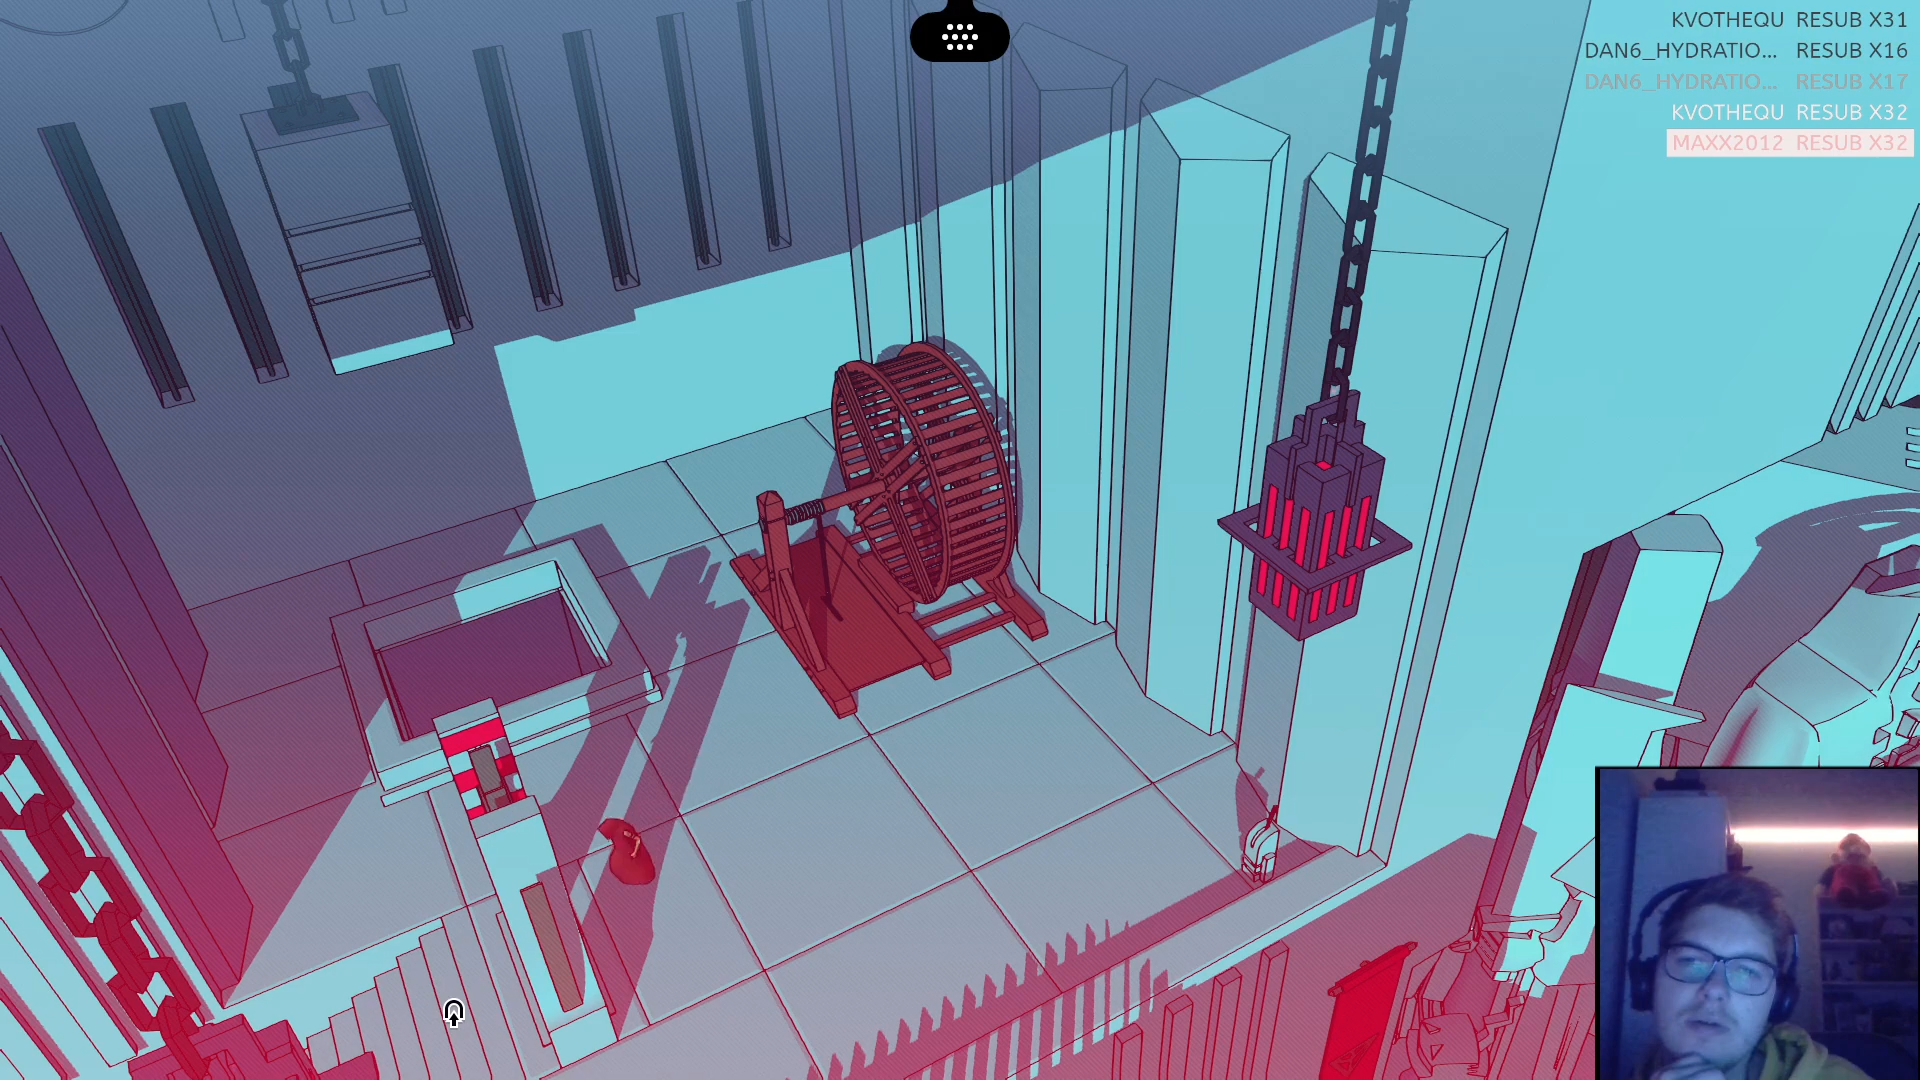 KVOTHEQU RESUB X31
DAN6_HYDRATIO... RESUB X16
DAN6_HYDRATIO... RESUB X17
KVOTHEQU RESUB X32
MAXX2012 RESUB X32